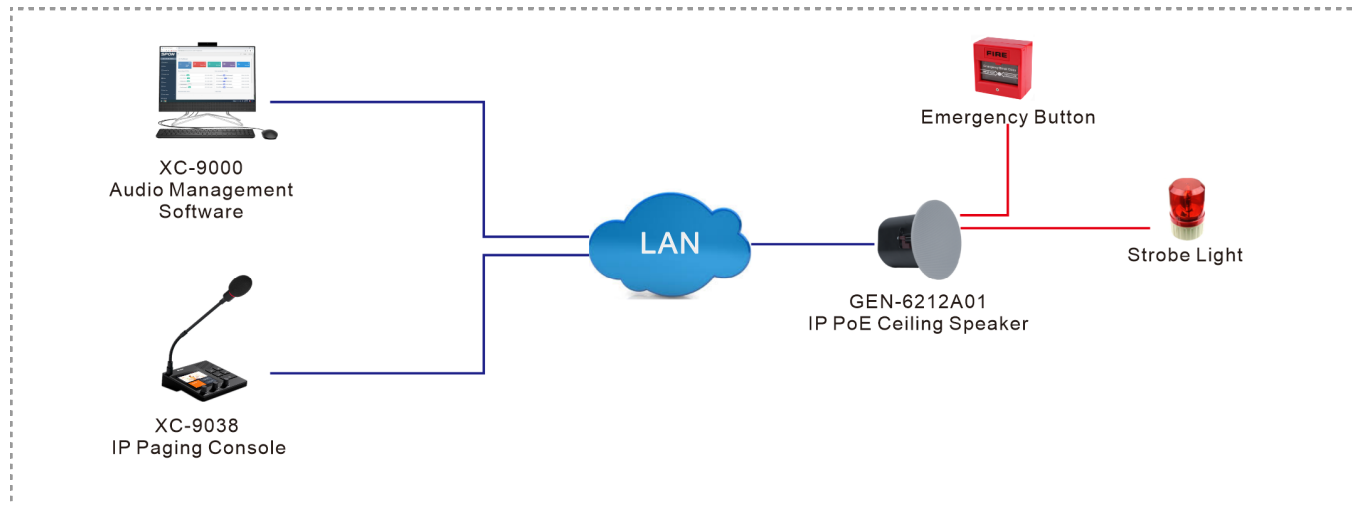 SPON
XC-9000
Audio Management
Software
XC-9038
IP Paging Console
LAN
GEN-6212A01
IP PoE Ceiling Speaker
FIRE
Emergency Button
Strobe Light